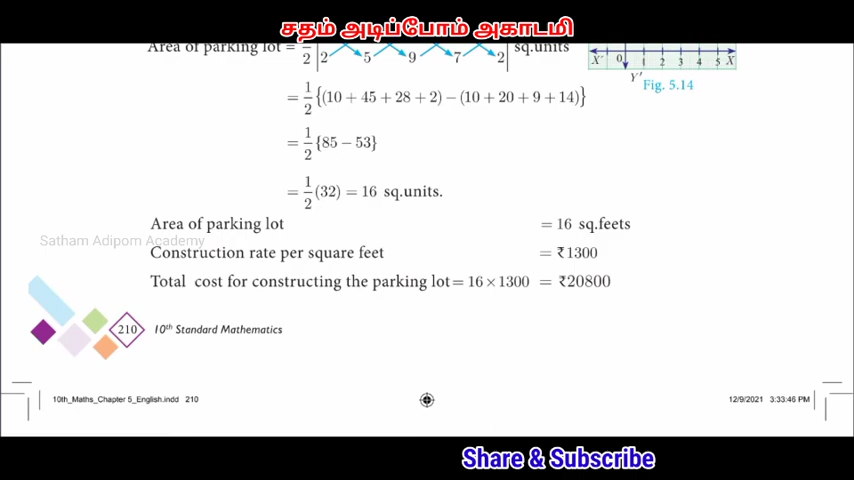 சதம் அடிப்போம் அகாடமி
Area of parking lot = 1/2 |2 5 9 7 2| sq.units
X′ 0 1 2 3 4 5 X
Y′
Fig. 5.14
= 1/2 {(10 + 45 + 28 + 2) − (10 + 20 + 9 + 14)}
= 1/2 {85 − 53}
= 1/2 (32) = 16 sq.units.
Area of parking lot = 16 sq.feets
Satham Adipom Academy
Construction rate per square feet = ₹1300
Total cost for constructing the parking lot = 16 × 1300 = ₹20800
210 10th Standard Mathematics
10th_Maths_Chapter 5_English.indd 210 12/9/2021 3:33:46 PM
Share & Subscribe